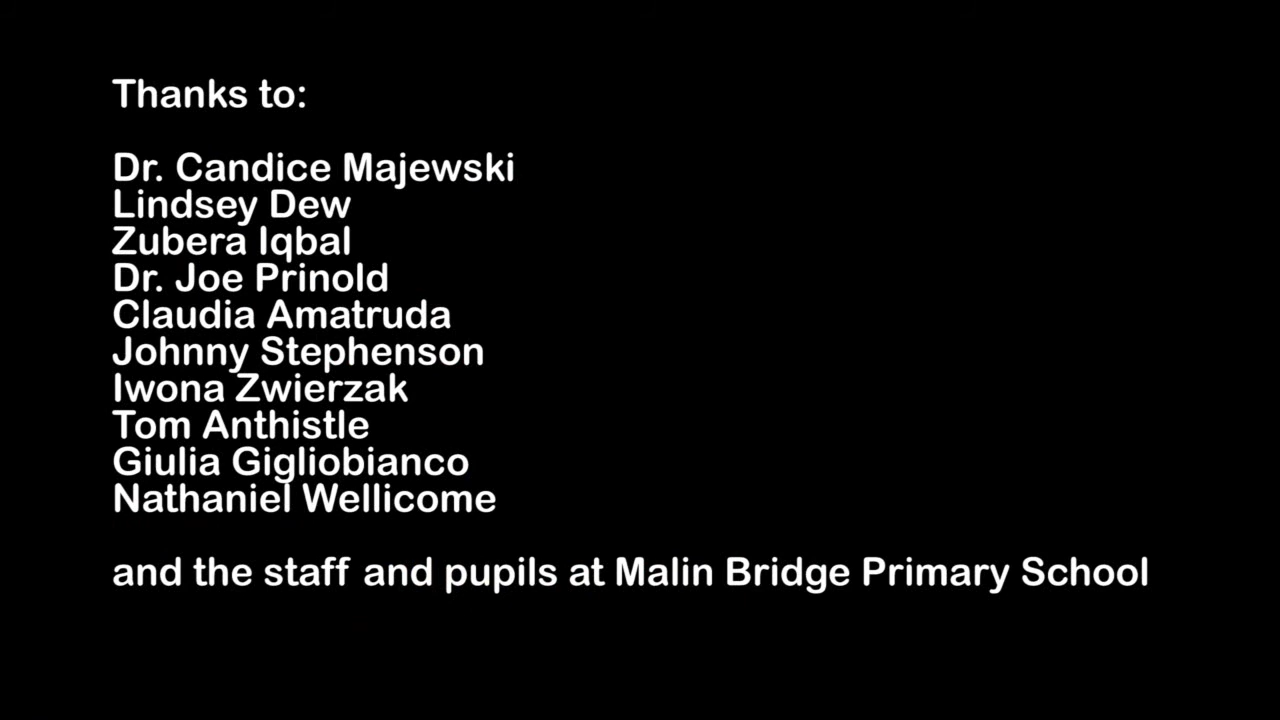 Thanks to:
Dr. Candice Majewski
Lindsey Dew
Zubera Iqbal
Dr. Joe Prinold
Claudia Amatruda
Johnny Stephenson
Iwona Zwierzak
Tom Anthistle
Giulia Gigliobianco
Nathaniel Wellicome
and the staff and pupils at Malin Bridge Primary School